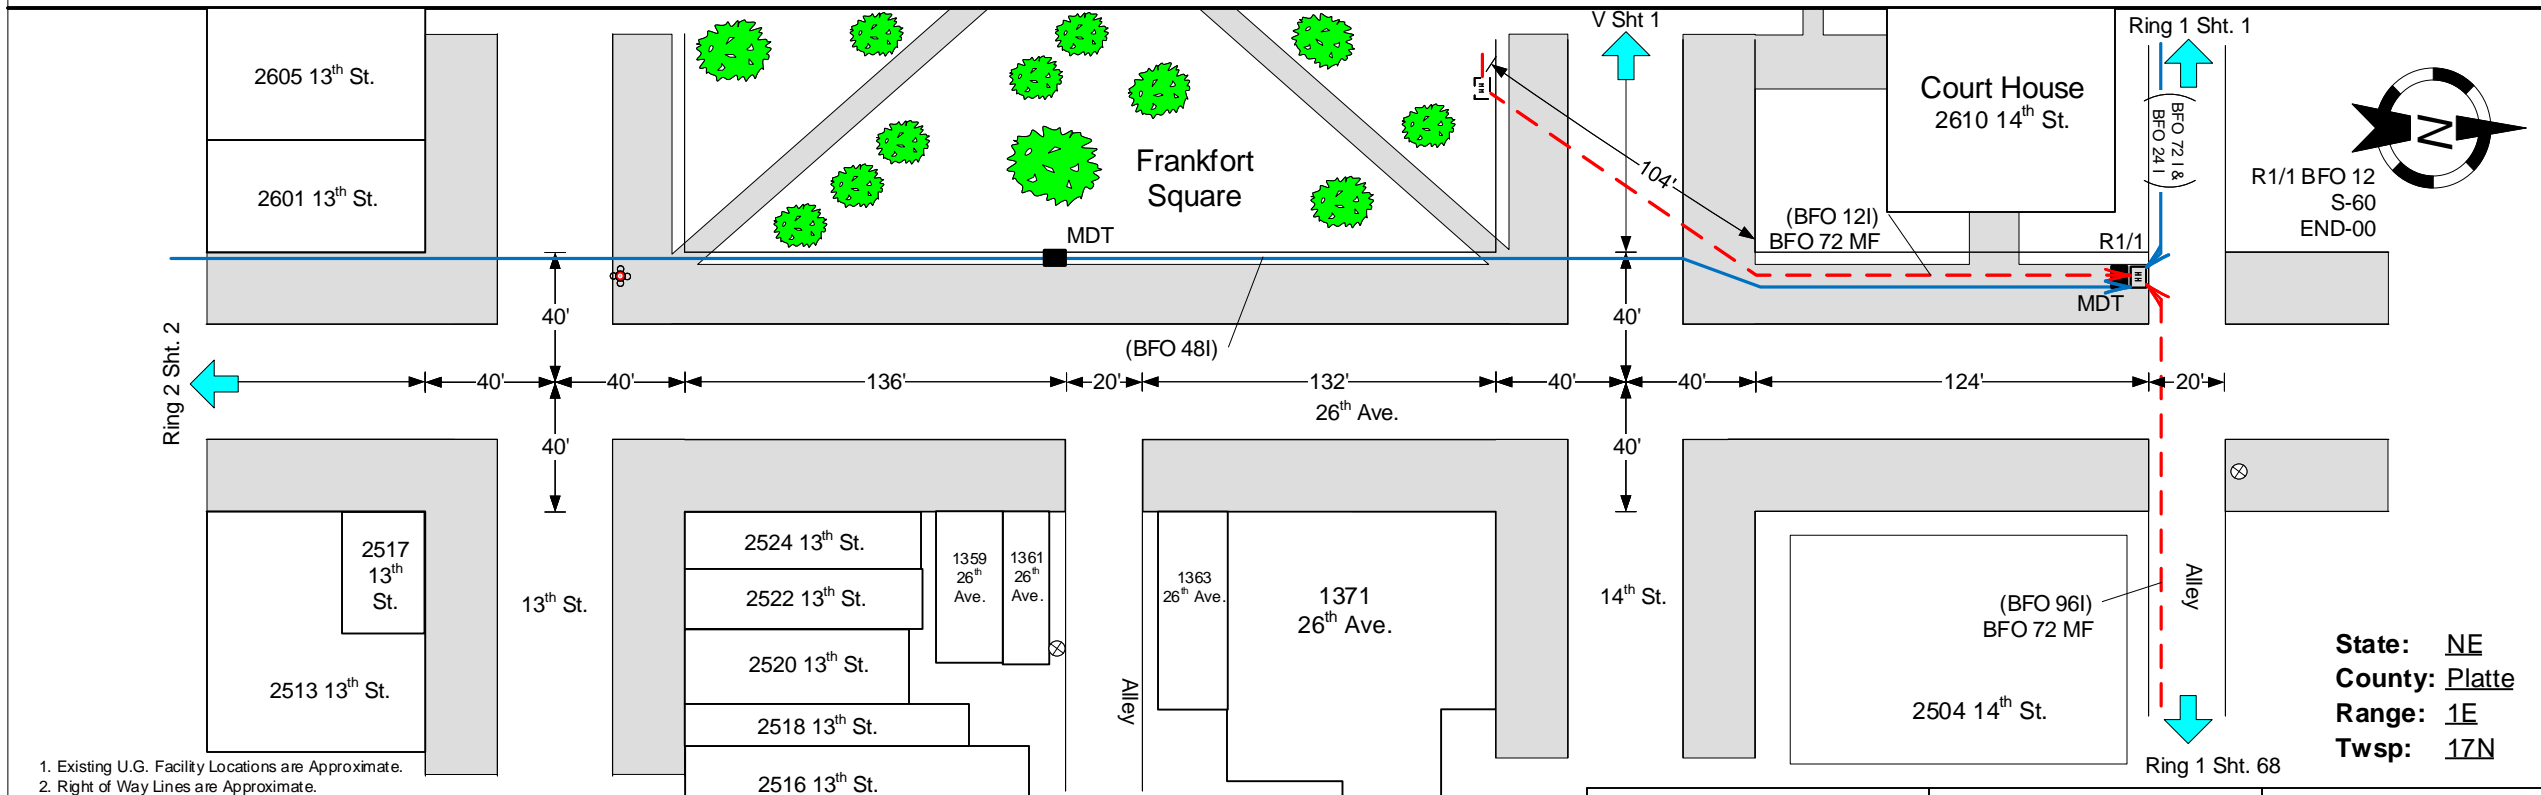 V Sht 1
Ring 1 Sht. 1
2605 13th St.
Court House
2610 14th St.
BFO 72 I &
BFO 24 I
N
Frankfort
Square
104'
R1/1 BFO 12
S-60
END-00
2601 13th St.
(BFO 12I)
BFO 72 MF
R1/1
MDT
HH
HH
MDT
40'
40'
(BFO 48I)
Ring 2 Sht. 2
40'
40'
136'
20'
132'
40'
40'
124'
20'
26th Ave.
40'
40'
2517
13th
St.
2513 13th St.
13th St.
2524 13th St.
2522 13th St.
2520 13th St.
2518 13th St.
2516 13th St.
1359
26th
Ave.
1361
26th
Ave.
Alley
1363
26th Ave.
1371
26th Ave.
14th St.
(BFO 96I)
BFO 72 MF
2504 14th St.
Alley
Ring 1 Sht. 68
State: NE
County: Platte
Range: 1E
Twsp: 17N
1. Existing U.G. Facility Locations are Approximate.
2. Right of Way Lines are Approximate.